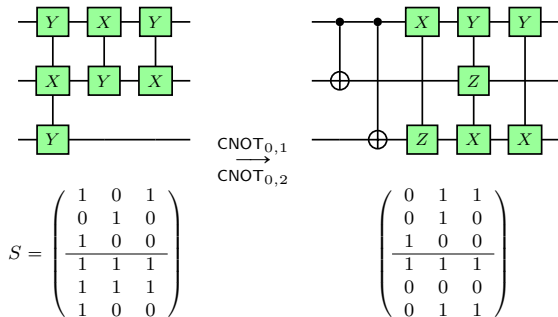 Y X Y X Y Y
X Y X Z
Y Z X X
CNOT₀,₁
⟶
CNOT₀,₂
S = ( 1 0 1 ) ( 0 1 1 )
0 1 0 0 1 0
1 0 0 1 0 0
1 1 1 1 1 1
1 1 1 0 0 0
1 0 0 0 1 1